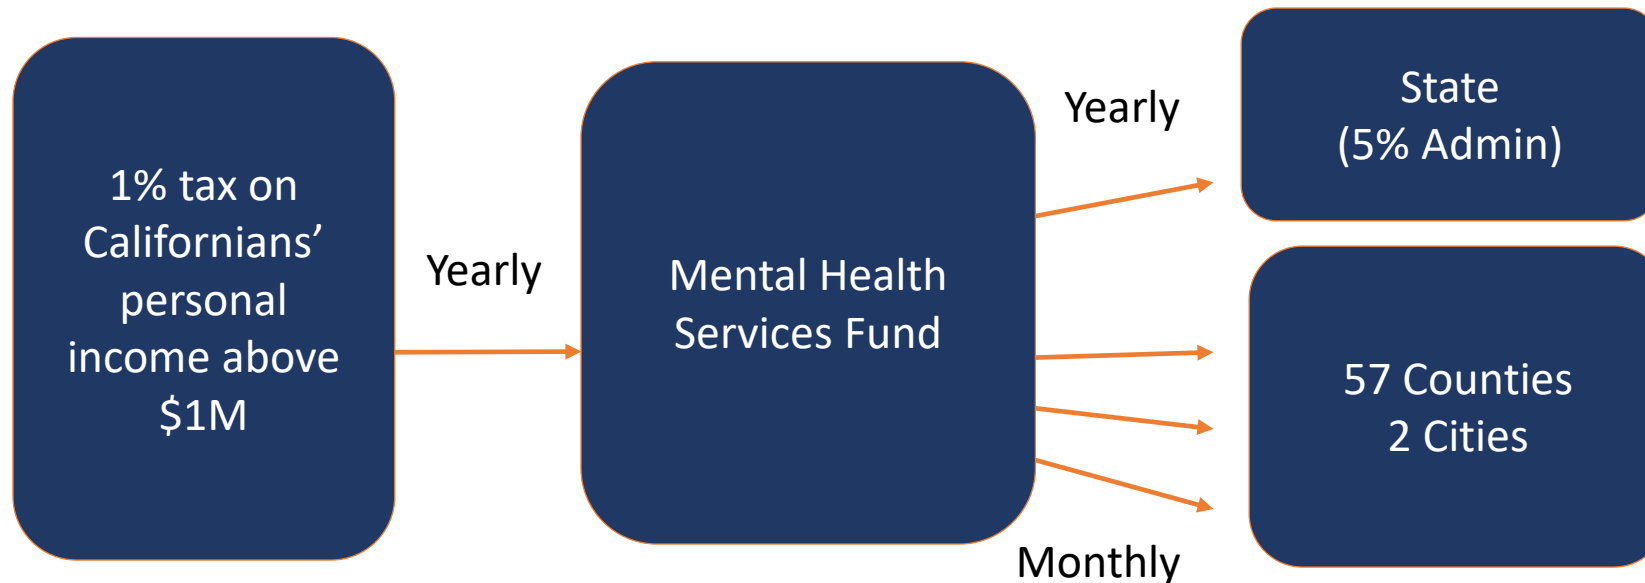 1% tax on
Californians’
personal
income above
$1M
Yearly
Mental Health
Services Fund
Yearly
State
(5% Admin)
57 Counties
2 Cities
Monthly